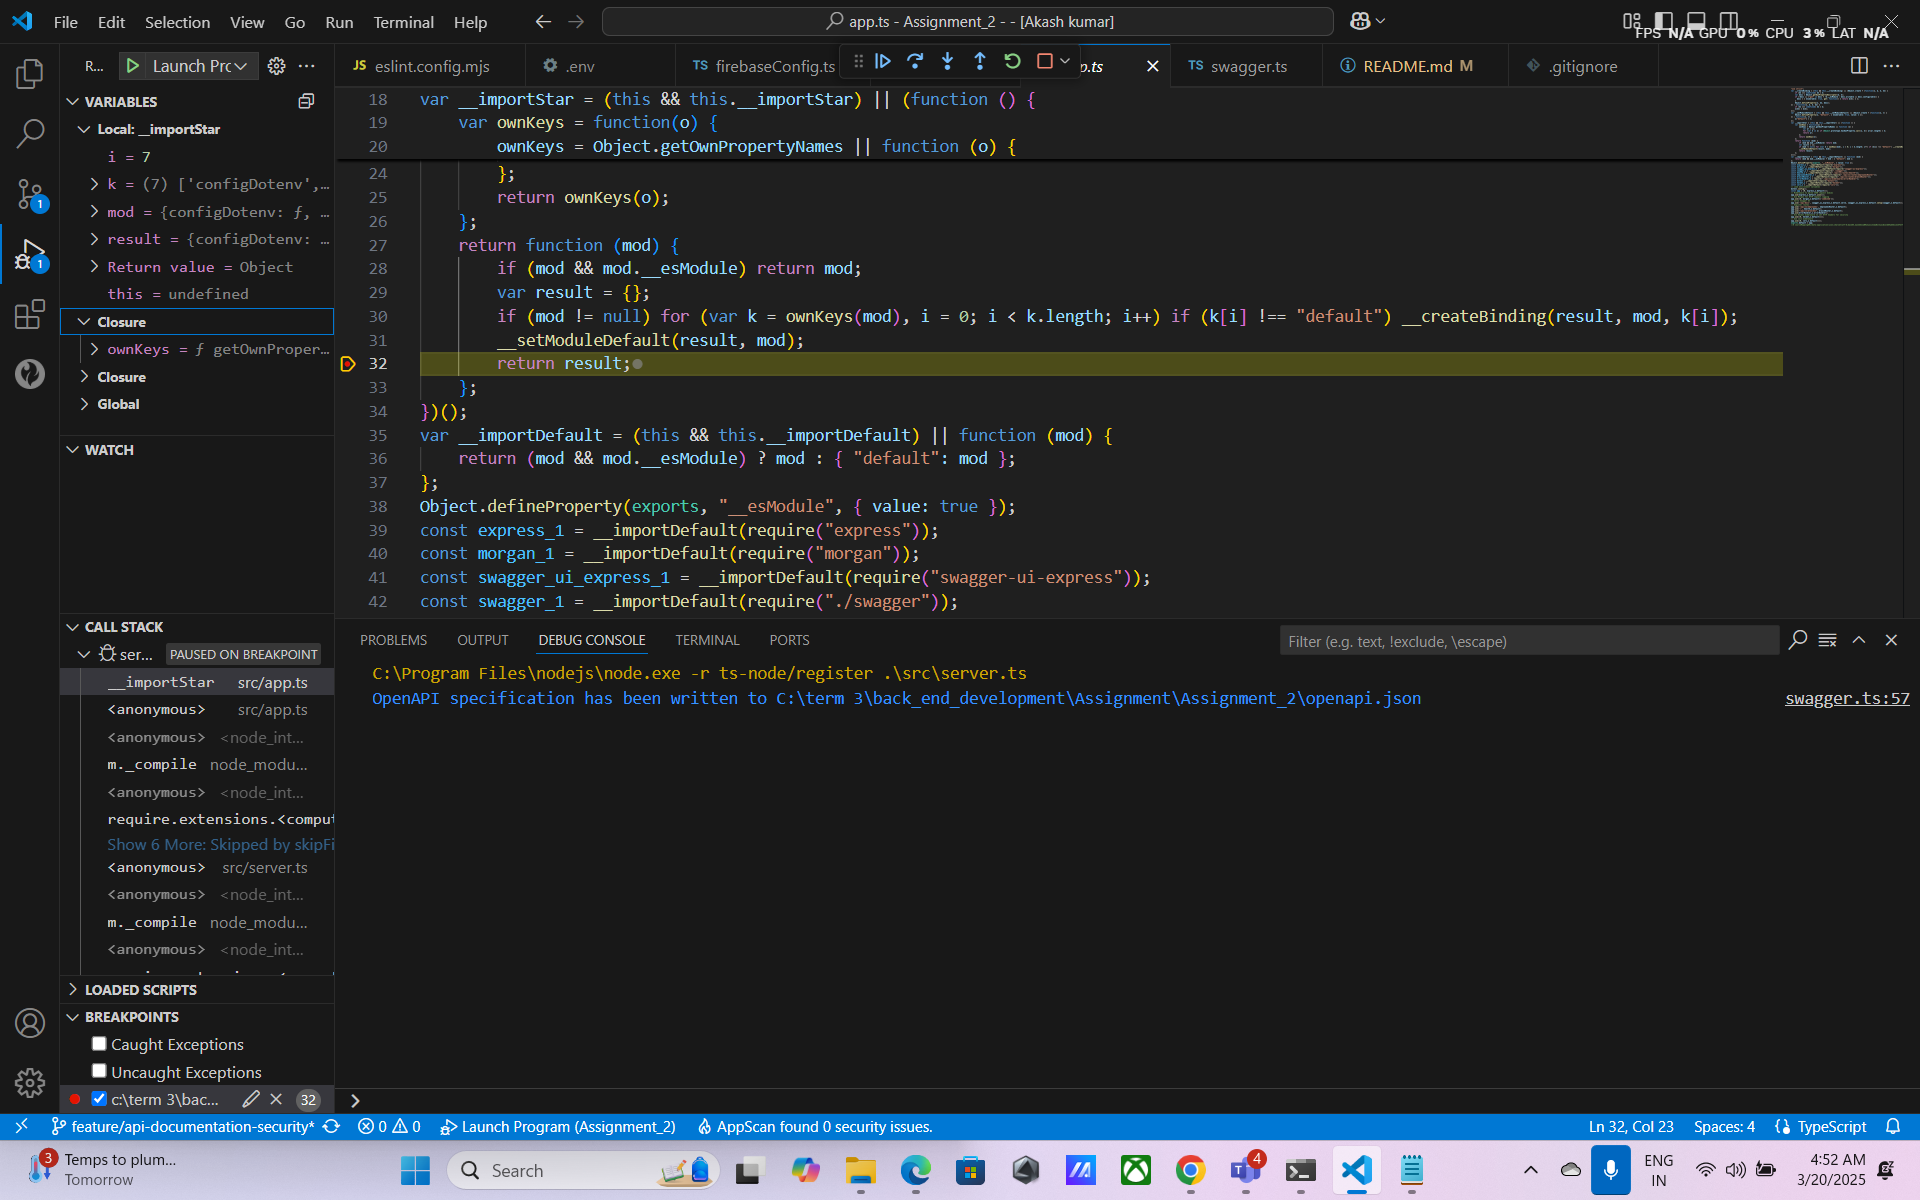 File Edit Selection View Go Run Terminal Help
app.ts - Assignment_2 - - [Akash kumar]
FPS N/A GPU 0% CPU 3% LAT N/A
R... Launch Prc
eslint.config.mjs
.env
TS firebaseConfig.ts
p.ts
TS swagger.ts
README.md M
.gitignore
VARIABLES
Local: __importStar
i = 7
k = (7) ['configDotenv',...
mod = {configDotenv: ƒ, ...
result = {configDotenv: ...
Return value = Object
this = undefined
Closure
ownKeys = ƒ getOwnProper...
Closure
Global
WATCH
CALL STACK
ser... PAUSED ON BREAKPOINT
__importStar src/app.ts
<anonymous> src/app.ts
<anonymous> <node_int...
m._compile node_modu...
<anonymous> <node_int...
require.extensions.<comput
Show 6 More: Skipped by skipFi
<anonymous> src/server.ts
<anonymous> <node_int...
m._compile node_modu...
<anonymous> <node_int...
LOADED SCRIPTS
BREAKPOINTS
Caught Exceptions
Uncaught Exceptions
c:\term 3\bac... 32
18 var __importStar = (this && this.__importStar) || (function () {
19 var ownKeys = function(o) {
20 ownKeys = Object.getOwnPropertyNames || function (o) {
24 };
25 return ownKeys(o);
26 };
27 return function (mod) {
28 if (mod && mod.__esModule) return mod;
29 var result = {};
30 if (mod != null) for (var k = ownKeys(mod), i = 0; i < k.length; i++) if (k[i] !== "default") __createBinding(result, mod, k[i]);
31 __setModuleDefault(result, mod);
32 return result;
33 };
34 })();
35 var __importDefault = (this && this.__importDefault) || function (mod) {
36 return (mod && mod.__esModule) ? mod : { "default": mod };
37 };
38 Object.defineProperty(exports, "__esModule", { value: true });
39 const express_1 = __importDefault(require("express"));
40 const morgan_1 = __importDefault(require("morgan"));
41 const swagger_ui_express_1 = __importDefault(require("swagger-ui-express"));
42 const swagger_1 = __importDefault(require("./swagger"));
PROBLEMS OUTPUT DEBUG CONSOLE TERMINAL PORTS
Filter (e.g. text, !exclude, \escape)
C:\Program Files\nodejs\node.exe -r ts-node/register .\src\server.ts
OpenAPI specification has been written to C:\term 3\back_end_development\Assignment\Assignment_2\openapi.json swagger.ts:57
feature/api-documentation-security* 0 0 Launch Program (Assignment_2) AppScan found 0 security issues.
Ln 32, Col 23 Spaces: 4 TypeScript
3 Temps to plum...
Tomorrow
Search
4
ENG
IN
4:52 AM
3/20/2025